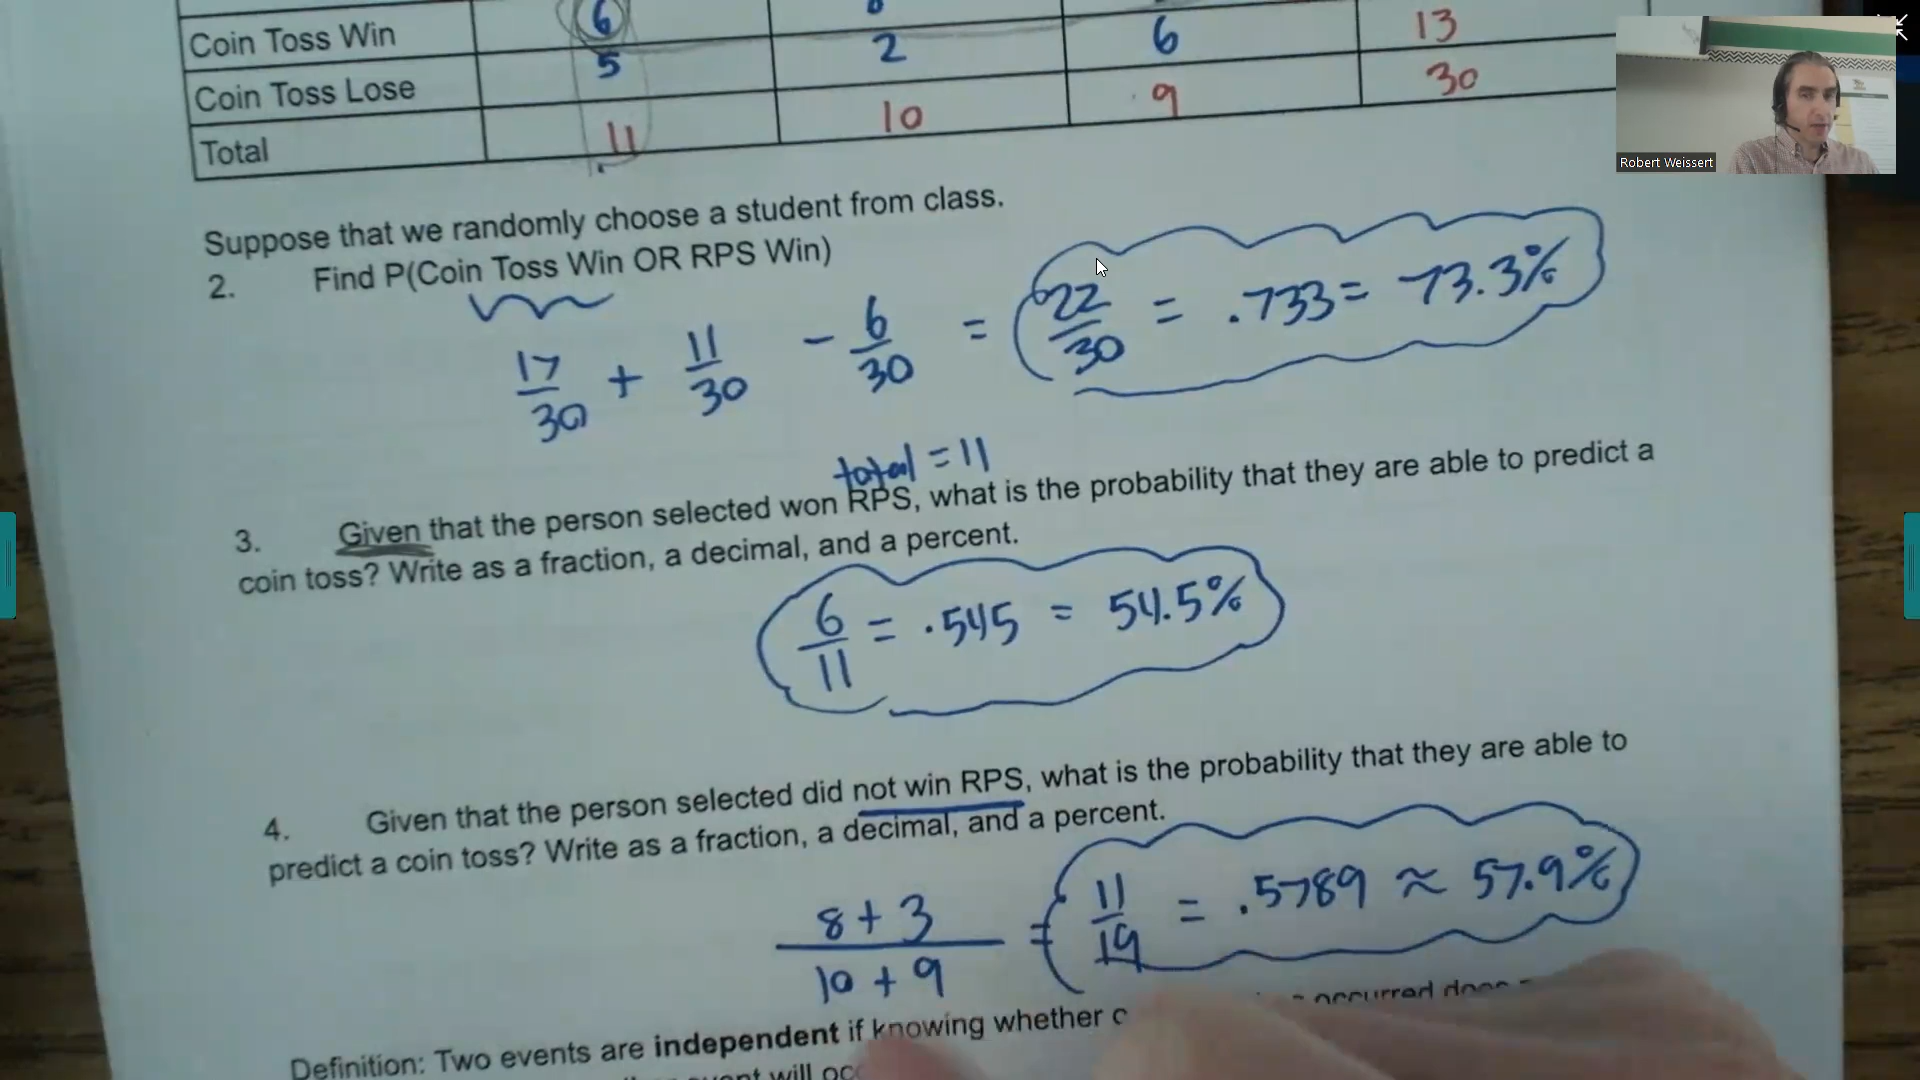 Coin Toss Win 6 8
Coin Toss Lose 5 2 6 13
Total 11 10 9 30
Robert Weissert
Suppose that we randomly choose a student from class.
2. Find P(Coin Toss Win OR RPS Win)
17/30 + 11/30 - 6/30 = 22/30 = .733 = 73.3%
total = 11
3. Given that the person selected won RPS, what is the probability that they are able to predict a
coin toss? Write as a fraction, a decimal, and a percent.
6/11 = .545 = 54.5%
4. Given that the person selected did not win RPS, what is the probability that they are able to
predict a coin toss? Write as a fraction, a decimal, and a percent.
8 + 3 / 10 + 9 = 11/19 = .5789 ≈ 57.9%
Definition: Two events are independent if knowing whether occurred does
event will